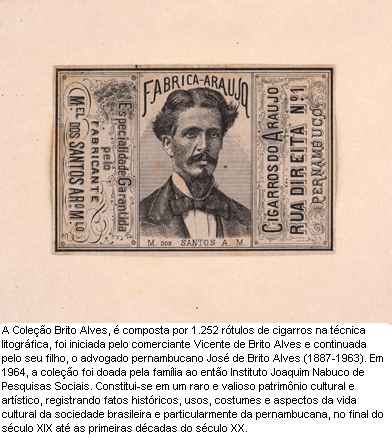 FABRICA-ARAUJO
Especialidade Garantida
pelo
FABRICANTE
M.el DOS SANTOS Ar.o M.lo
M. DOS SANTOS A. M.
CIGARROS DO ARAUJO
RUA DIREITA Nº1
PERNAMBUCO.
A Coleção Brito Alves, é composta por 1.252 rótulos de cigarros na técnica
litográfica, foi iniciada pelo comerciante Vicente de Brito Alves e continuada
pelo seu filho, o advogado pernambucano José de Brito Alves (1887-1963). Em
1964, a coleção foi doada pela família ao então Instituto Joaquim Nabuco de
Pesquisas Sociais. Constitui-se em um raro e valioso patrimônio cultural e
artístico, registrando fatos históricos, usos, costumes e aspectos da vida
cultural da sociedade brasileira e particularmente da pernambucana, no final do
século XIX até as primeiras décadas do século XX.